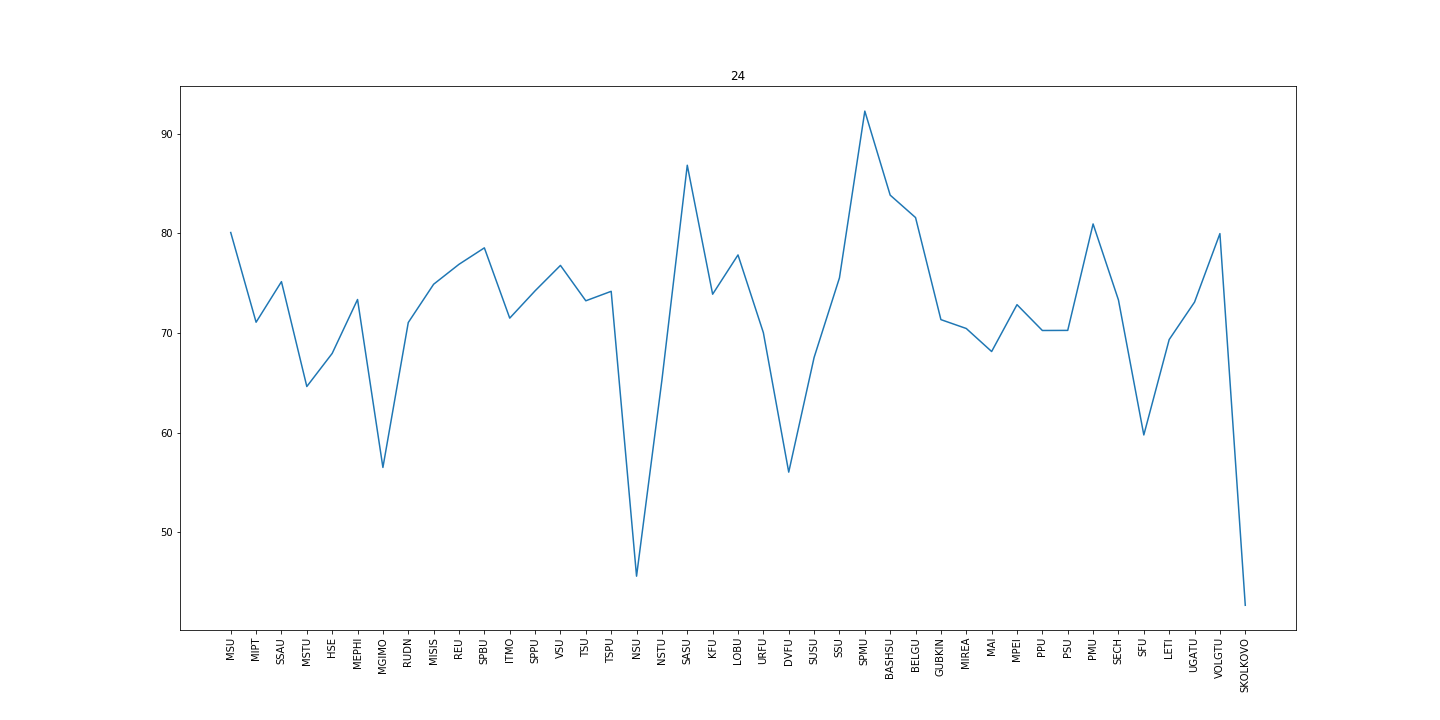 24
90
80
70
60
50
MSU
MIPT
SSAU
MSTU
HSE
MEPHI
MGIMO
RUDN
MISIS
REU
SPBU
ITMO
SPPU
VSU
TSU
TSPU
NSU
NSTU
SASU
KFU
LOBU
URFU
DVFU
SUSU
SSU
SPMU
BASHSU
BELGU
GUBKIN
MIREA
MAI
MPEI
PPU
PSU
PMU
SECH
SFU
LETI
UGATU
VOLGTU
SKOLKOVO